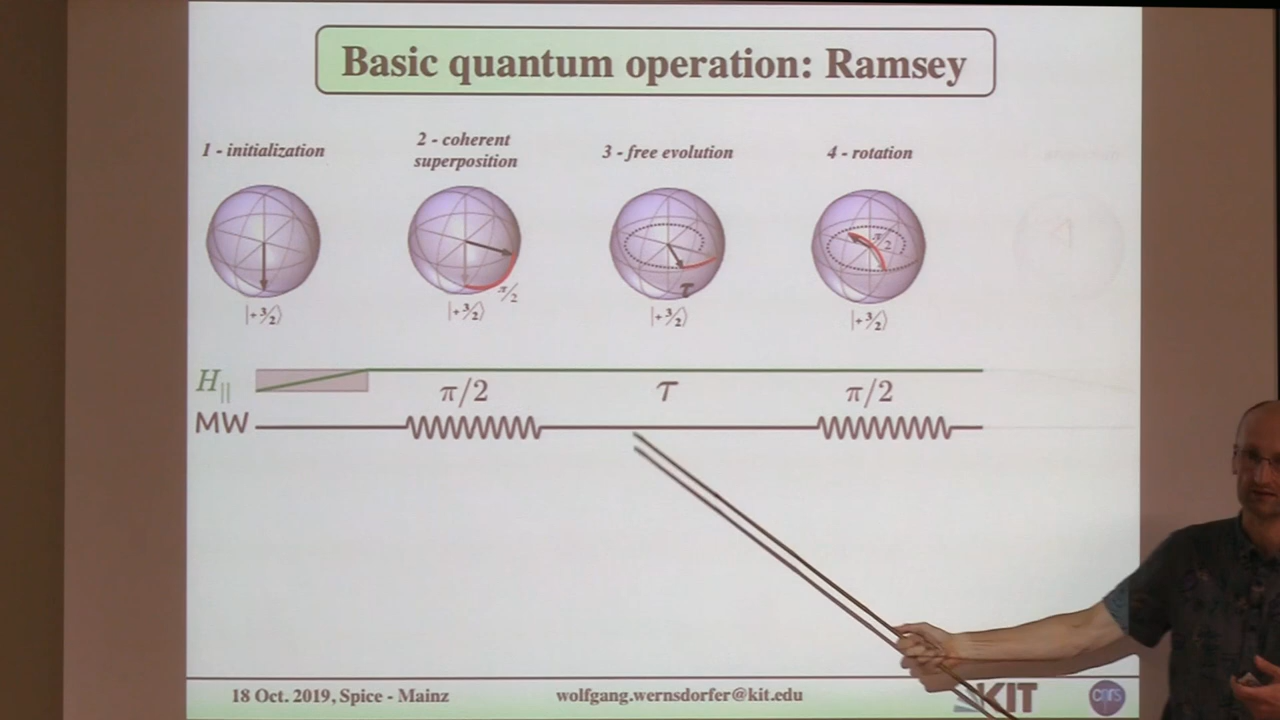 Basic quantum operation: Ramsey
1 - initialization
2 - coherent
superposition
3 - free evolution
4 - rotation
π/2
τ
π/2
|+3/2⟩
|+3/2⟩
|+3/2⟩
|+3/2⟩
H||
π/2
τ
π/2
MW
18 Oct. 2019, Spice - Mainz
wolfgang.wernsdorfer@kit.edu
KIT
cnrs